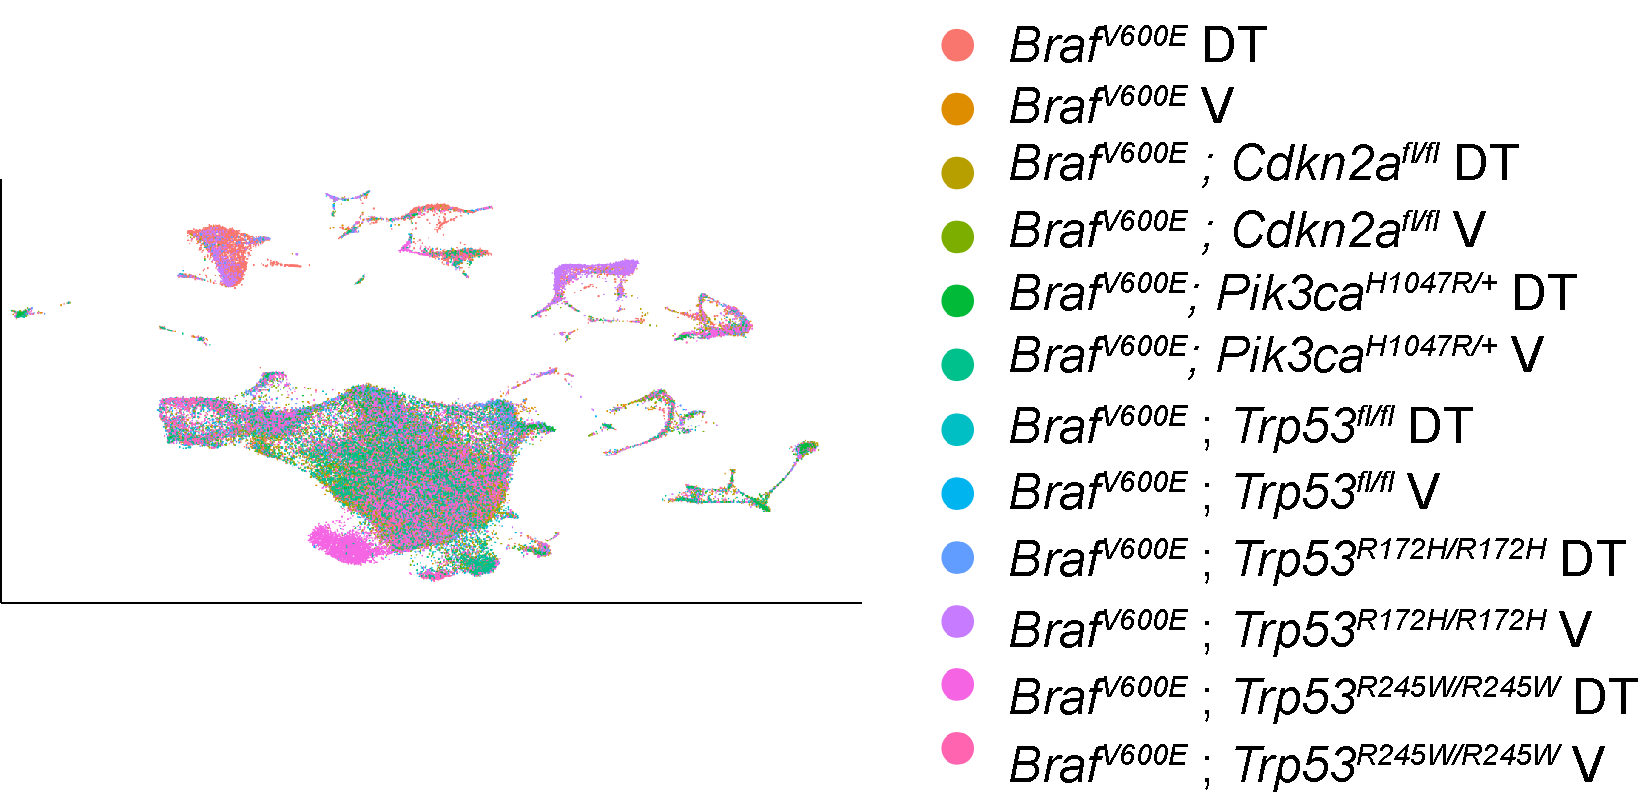 Braf^V600E DT
Braf^V600E V
Braf^V600E ; Cdkn2a^fl/fl DT
Braf^V600E ; Cdkn2a^fl/fl V
Braf^V600E; Pik3ca^H1047R/+ DT
Braf^V600E; Pik3ca^H1047R/+ V
Braf^V600E ; Trp53^fl/fl DT
Braf^V600E ; Trp53^fl/fl V
Braf^V600E ; Trp53^R172H/R172H DT
Braf^V600E ; Trp53^R172H/R172H V
Braf^V600E ; Trp53^R245W/R245W DT
Braf^V600E ; Trp53^R245W/R245W V